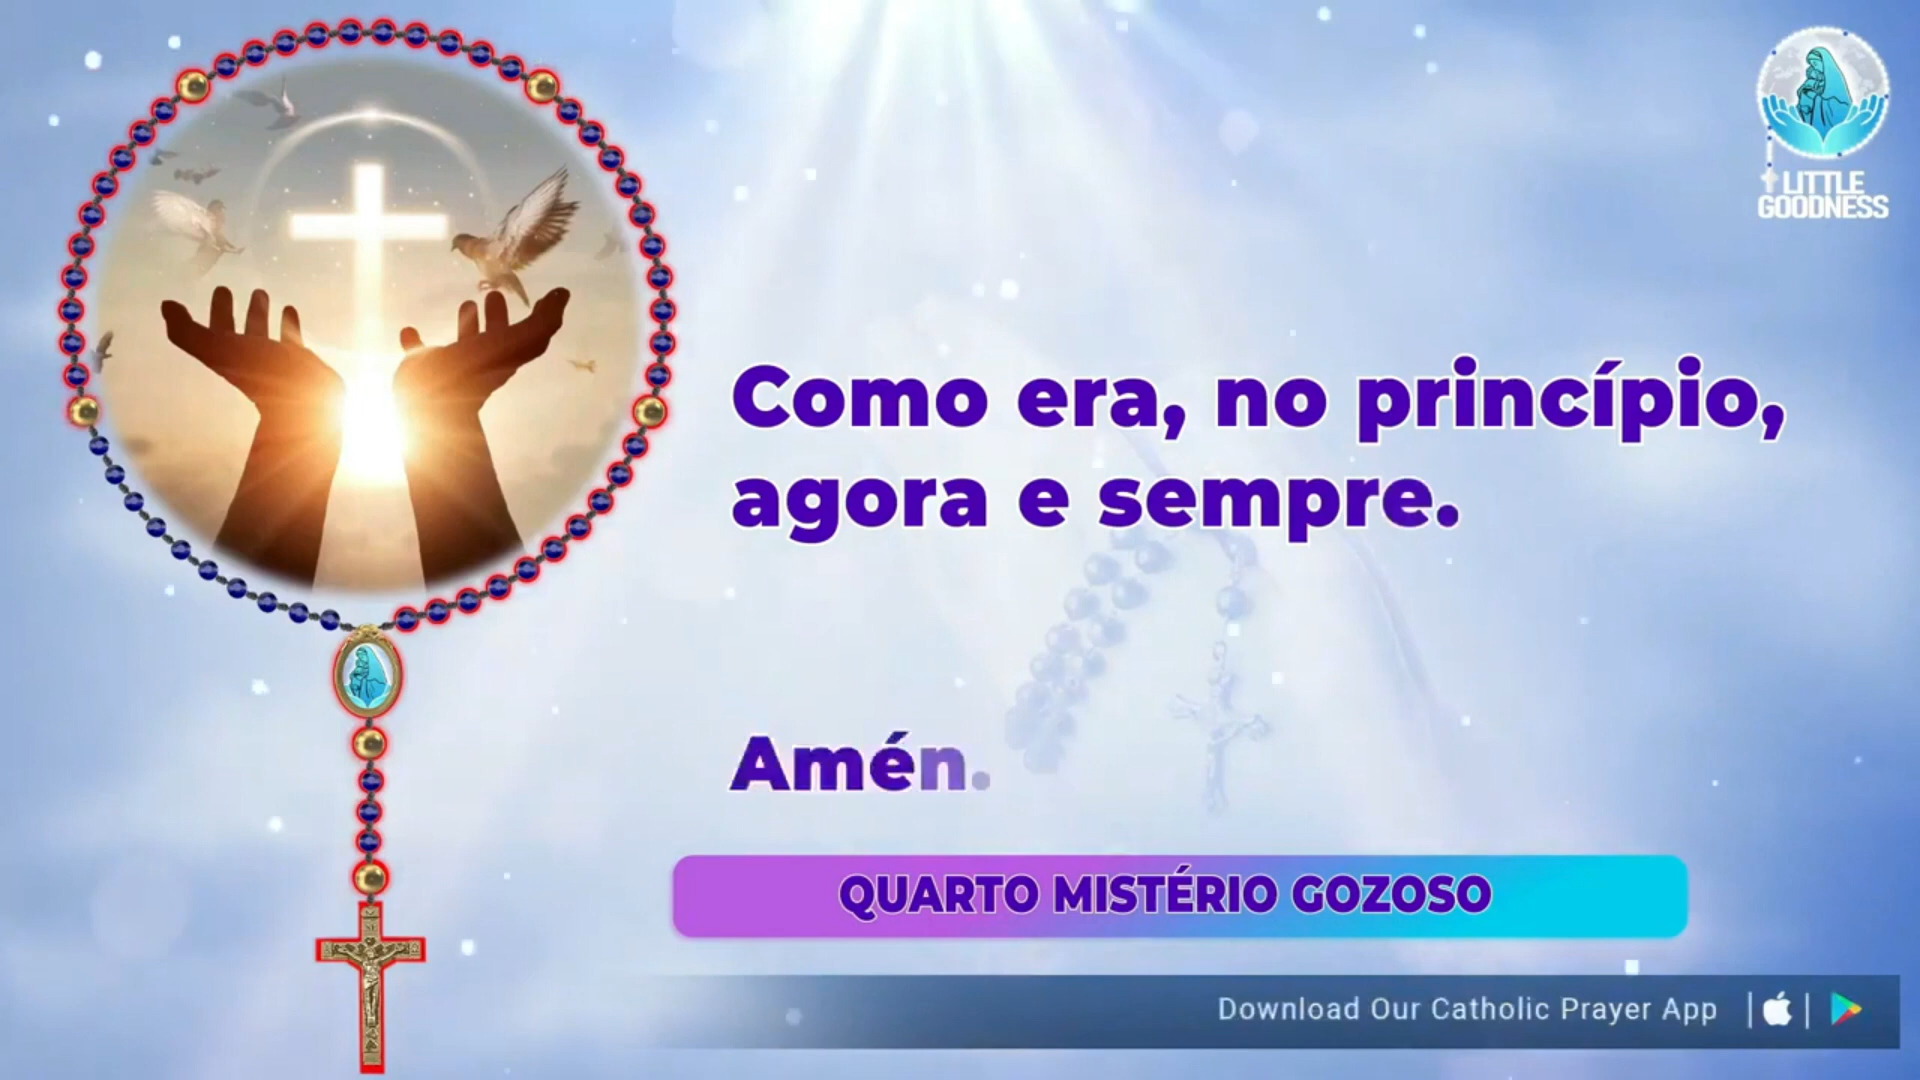 LITTLE
GOODNESS
Como era, no princípio,
agora e sempre.
Amén.
QUARTO MISTÉRIO GOZOSO
Download Our Catholic Prayer App